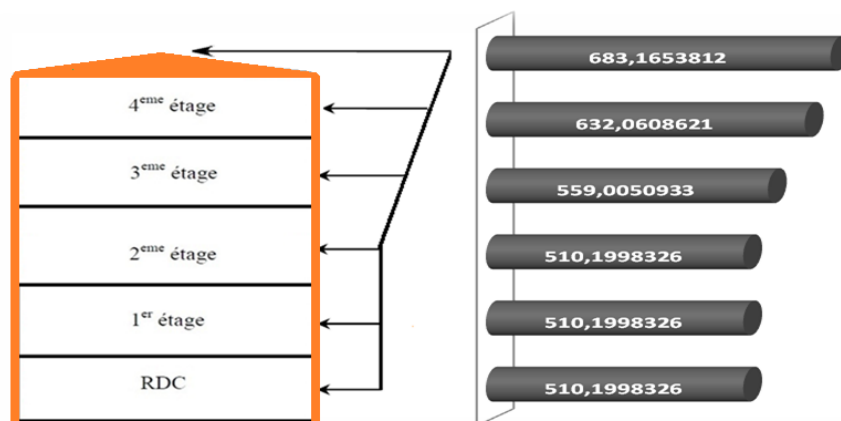 4eme étage
3eme étage
2eme étage
1er étage
RDC
683,1653812
632,0608621
559,0050933
510,1998326
510,1998326
510,1998326